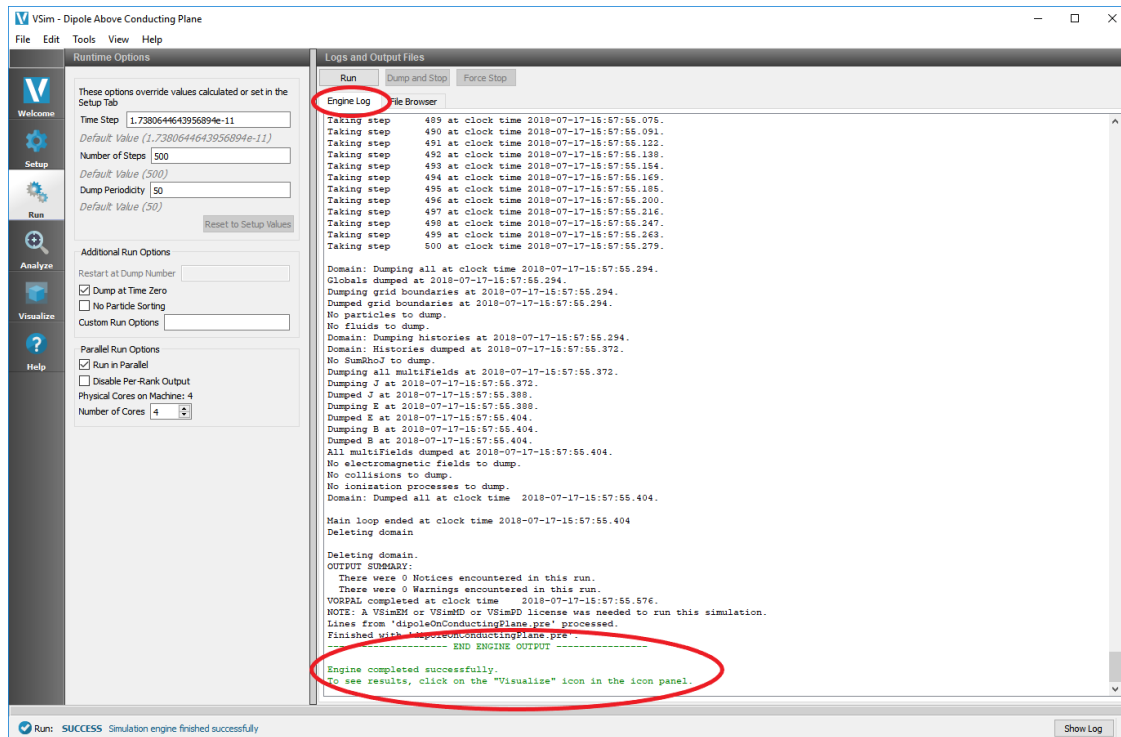 VSim - Dipole Above Conducting Plane
File Edit Tools View Help
Welcome
Setup
Run
Analyze
Visualize
Help
Runtime Options
These options override values calculated or set in the
Setup Tab
Time Step 1.7380644643956894e-11
Default Value (1.7380644643956894e-11)
Number of Steps 500
Default Value (500)
Dump Periodicity 50
Default Value (50)
Reset to Setup Values
Additional Run Options
Restart at Dump Number
Dump at Time Zero
No Particle Sorting
Custom Run Options
Parallel Run Options
Run in Parallel
Disable Per-Rank Output
Physical Cores on Machine: 4
Number of Cores 4
Logs and Output Files
Run Dump and Stop Force Stop
Engine Log File Browser
Taking step 489 at clock time 2018-07-17-15:57:55.075.
Taking step 490 at clock time 2018-07-17-15:57:55.091.
Taking step 491 at clock time 2018-07-17-15:57:55.122.
Taking step 492 at clock time 2018-07-17-15:57:55.138.
Taking step 493 at clock time 2018-07-17-15:57:55.154.
Taking step 494 at clock time 2018-07-17-15:57:55.169.
Taking step 495 at clock time 2018-07-17-15:57:55.185.
Taking step 496 at clock time 2018-07-17-15:57:55.200.
Taking step 497 at clock time 2018-07-17-15:57:55.216.
Taking step 498 at clock time 2018-07-17-15:57:55.247.
Taking step 499 at clock time 2018-07-17-15:57:55.263.
Taking step 500 at clock time 2018-07-17-15:57:55.279.
Domain: Dumping all at clock time 2018-07-17-15:57:55.294.
Globals dumped at 2018-07-17-15:57:55.294.
Dumping grid boundaries at 2018-07-17-15:57:55.294.
Dumped grid boundaries at 2018-07-17-15:57:55.294.
No particles to dump.
No fluids to dump.
Domain: Dumping histories at 2018-07-17-15:57:55.294.
Domain: Histories dumped at 2018-07-17-15:57:55.372.
No SumRhoJ to dump.
Dumping all multiFields at 2018-07-17-15:57:55.372.
Dumping J at 2018-07-17-15:57:55.372.
Dumped J at 2018-07-17-15:57:55.388.
Dumping E at 2018-07-17-15:57:55.388.
Dumped E at 2018-07-17-15:57:55.404.
Dumping B at 2018-07-17-15:57:55.404.
Dumped B at 2018-07-17-15:57:55.404.
All multiFields dumped at 2018-07-17-15:57:55.404.
No electromagnetic fields to dump.
No collisions to dump.
No ionization processes to dump.
Domain: Dumped all at clock time 2018-07-17-15:57:55.404.
Main loop ended at clock time 2018-07-17-15:57:55.404
Deleting domain
Deleting domain.
OUTPUT SUMMARY:
There were 0 Notices encountered in this run.
There were 0 Warnings encountered in this run.
VORPAL completed at clock time 2018-07-17-15:57:55.576.
NOTE: A VSimEM or VSimMD or VSimPD license was needed to run this simulation.
Lines from 'dipoleOnConductingPlane.pre' processed.
Finished with 'dipoleOnConductingPlane.pre'.
-------------------- END ENGINE OUTPUT ---------------
Engine completed successfully.
To see results, click on the "Visualize" icon in the icon panel.
Run: SUCCESS Simulation engine finished successfully
Show Log